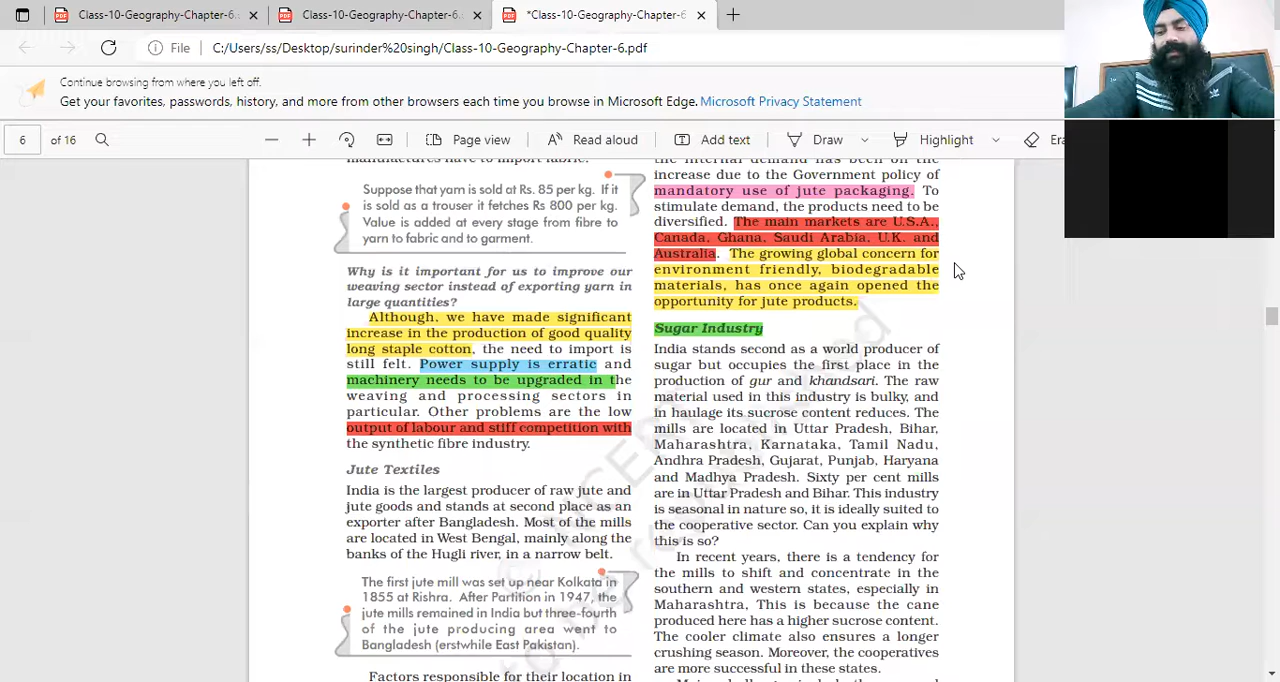 Class-10-Geography-Chapter-6.
Class-10-Geography-Chapter-6.
*Class-10-Geography-Chapter-6
File
C:/Users/ss/Desktop/surinder%20singh/Class-10-Geography-Chapter-6.pdf
Continue browsing from where you left off.
Get your favorites, passwords, history, and more from other browsers each time you browse in Microsoft Edge. Microsoft Privacy Statement
6 of 16
Page view
Read aloud
Add text
Draw
Highlight
Era
manufactures have to import fabric.
Suppose that yarn is sold at Rs. 85 per kg. If it
is sold as a trouser it fetches Rs 800 per kg.
Value is added at every stage from fibre to
yarn to fabric and to garment.
Why is it important for us to improve our
weaving sector instead of exporting yarn in
large quantities?
Although, we have made significant
increase in the production of good quality
long staple cotton, the need to import is
still felt. Power supply is erratic and
machinery needs to be upgraded in the
weaving and processing sectors in
particular. Other problems are the low
output of labour and stiff competition with
the synthetic fibre industry.
Jute Textiles
India is the largest producer of raw jute and
jute goods and stands at second place as an
exporter after Bangladesh. Most of the mills
are located in West Bengal, mainly along the
banks of the Hugli river, in a narrow belt.
The first jute mill was set up near Kolkata in
1855 at Rishra. After Partition in 1947, the
jute mills remained in India but three-fourth
of the jute producing area went to
Bangladesh (erstwhile East Pakistan).
Factors responsible for their location in
the internal demand has been on the
increase due to the Government policy of
mandatory use of jute packaging. To
stimulate demand, the products need to be
diversified. The main markets are U.S.A.,
Canada, Ghana, Saudi Arabia, U.K. and
Australia. The growing global concern for
environment friendly, biodegradable
materials, has once again opened the
opportunity for jute products.
Sugar Industry
India stands second as a world producer of
sugar but occupies the first place in the
production of gur and khandsari. The raw
material used in this industry is bulky, and
in haulage its sucrose content reduces. The
mills are located in Uttar Pradesh, Bihar,
Maharashtra, Karnataka, Tamil Nadu,
Andhra Pradesh, Gujarat, Punjab, Haryana
and Madhya Pradesh. Sixty per cent mills
are in Uttar Pradesh and Bihar. This industry
is seasonal in nature so, it is ideally suited to
the cooperative sector. Can you explain why
this is so?
In recent years, there is a tendency for
the mills to shift and concentrate in the
southern and western states, especially in
Maharashtra, This is because the cane
produced here has a higher sucrose content.
The cooler climate also ensures a longer
crushing season. Moreover, the cooperatives
are more successful in these states.